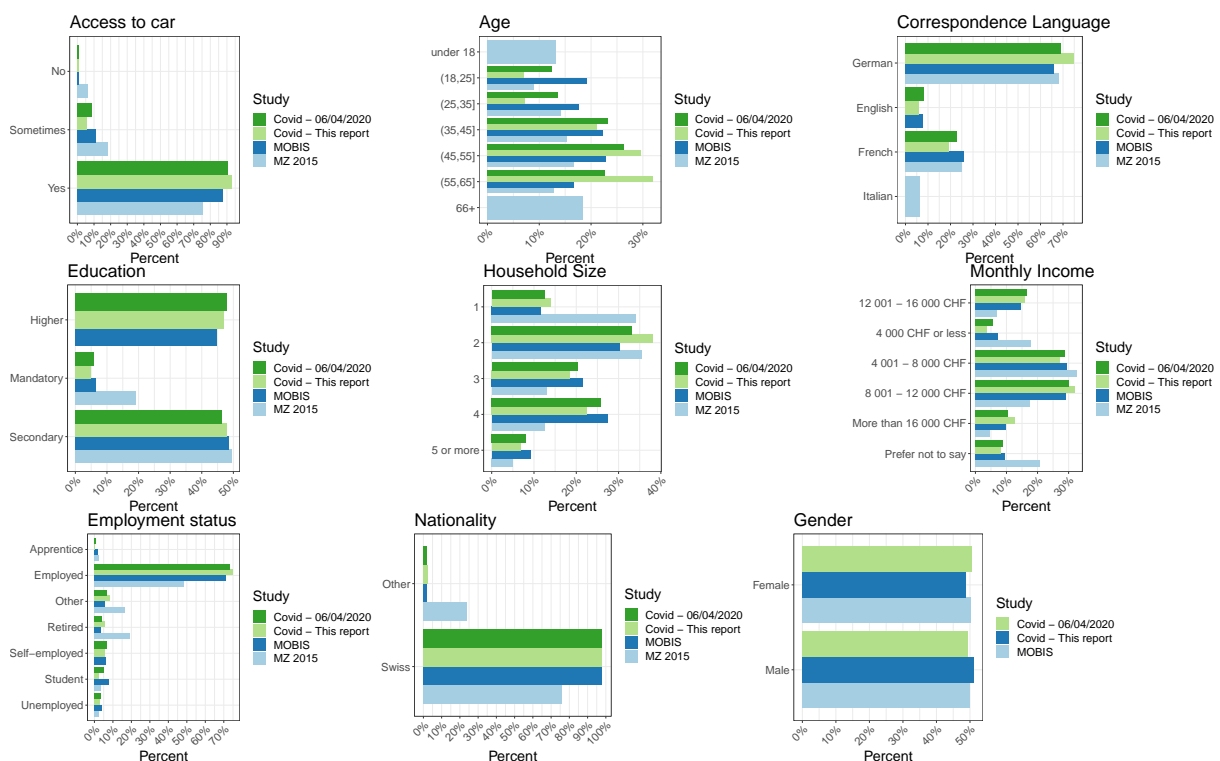 Access to car
No
Sometimes
Yes
0%
10%
20%
30%
40%
50%
60%
70%
80%
90%
Percent
Study
Covid − 06/04/2020
Covid − This report
MOBIS
MZ 2015
Age
under 18
(18,25]
(25,35]
(35,45]
(45,55]
(55,65]
66+
0%
10%
20%
30%
Percent
Study
Covid − 06/04/2020
Covid − This report
MOBIS
MZ 2015
Correspondence Language
German
English
French
Italian
0%
10%
20%
30%
40%
50%
60%
70%
Percent
Study
Covid − 06/04/2020
Covid − This report
MOBIS
MZ 2015
Education
Higher
Mandatory
Secondary
0%
10%
20%
30%
40%
50%
Percent
Study
Covid − 06/04/2020
Covid − This report
MOBIS
MZ 2015
Household Size
1
2
3
4
5 or more
0%
10%
20%
30%
40%
Percent
Study
Covid − 06/04/2020
Covid − This report
MOBIS
MZ 2015
Monthly Income
12 001 − 16 000 CHF
4 000 CHF or less
4 001 − 8 000 CHF
8 001 − 12 000 CHF
More than 16 000 CHF
Prefer not to say
0%
10%
20%
30%
Percent
Study
Covid − 06/04/2020
Covid − This report
MOBIS
MZ 2015
Employment status
Apprentice
Employed
Other
Retired
Self−employed
Student
Unemployed
0%
10%
20%
30%
40%
50%
60%
70%
Percent
Study
Covid − 06/04/2020
Covid − This report
MOBIS
MZ 2015
Nationality
Other
Swiss
0%
10%
20%
30%
40%
50%
60%
70%
80%
90%
100%
Percent
Study
Covid − 06/04/2020
Covid − This report
MOBIS
MZ 2015
Gender
Female
Male
0%
10%
20%
30%
40%
50%
Percent
Study
Covid − 06/04/2020
Covid − This report
MOBIS